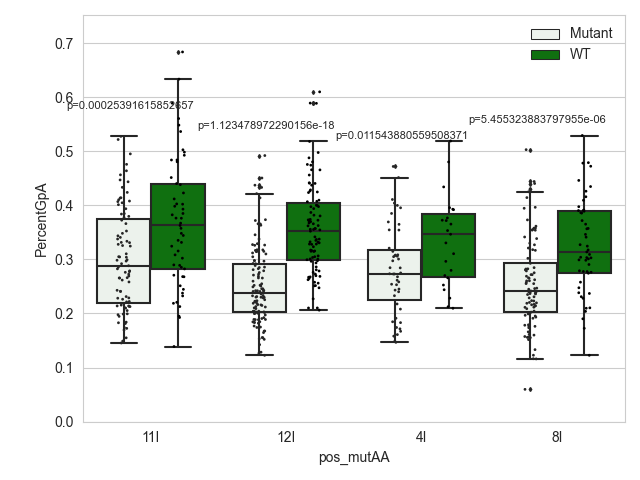 Mutant
WT
0.7
0.6
0.5
0.4
0.3
0.2
0.1
0.0
PercentGpA
p=0.00025391615852657
p=1.123478972290156e-18
p=0.011543880559508371
p=5.455323883797955e-06
11I
12I
4I
8I
pos_mutAA